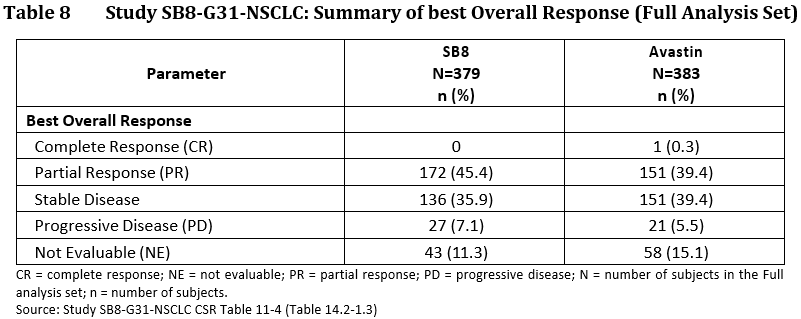 Table 8 Study SB8-G31-NSCLC: Summary of best Overall Response (Full Analysis Set)
Parameter SB8 N=379 n (%) Avastin N=383 n (%)
Best Overall Response
Complete Response (CR) 0 1 (0.3)
Partial Response (PR) 172 (45.4) 151 (39.4)
Stable Disease 136 (35.9) 151 (39.4)
Progressive Disease (PD) 27 (7.1) 21 (5.5)
Not Evaluable (NE) 43 (11.3) 58 (15.1)
CR = complete response; NE = not evaluable; PR = partial response; PD = progressive disease; N = number of subjects in the Full
analysis set; n = number of subjects.
Source: Study SB8-G31-NSCLC CSR Table 11-4 (Table 14.2-1.3)